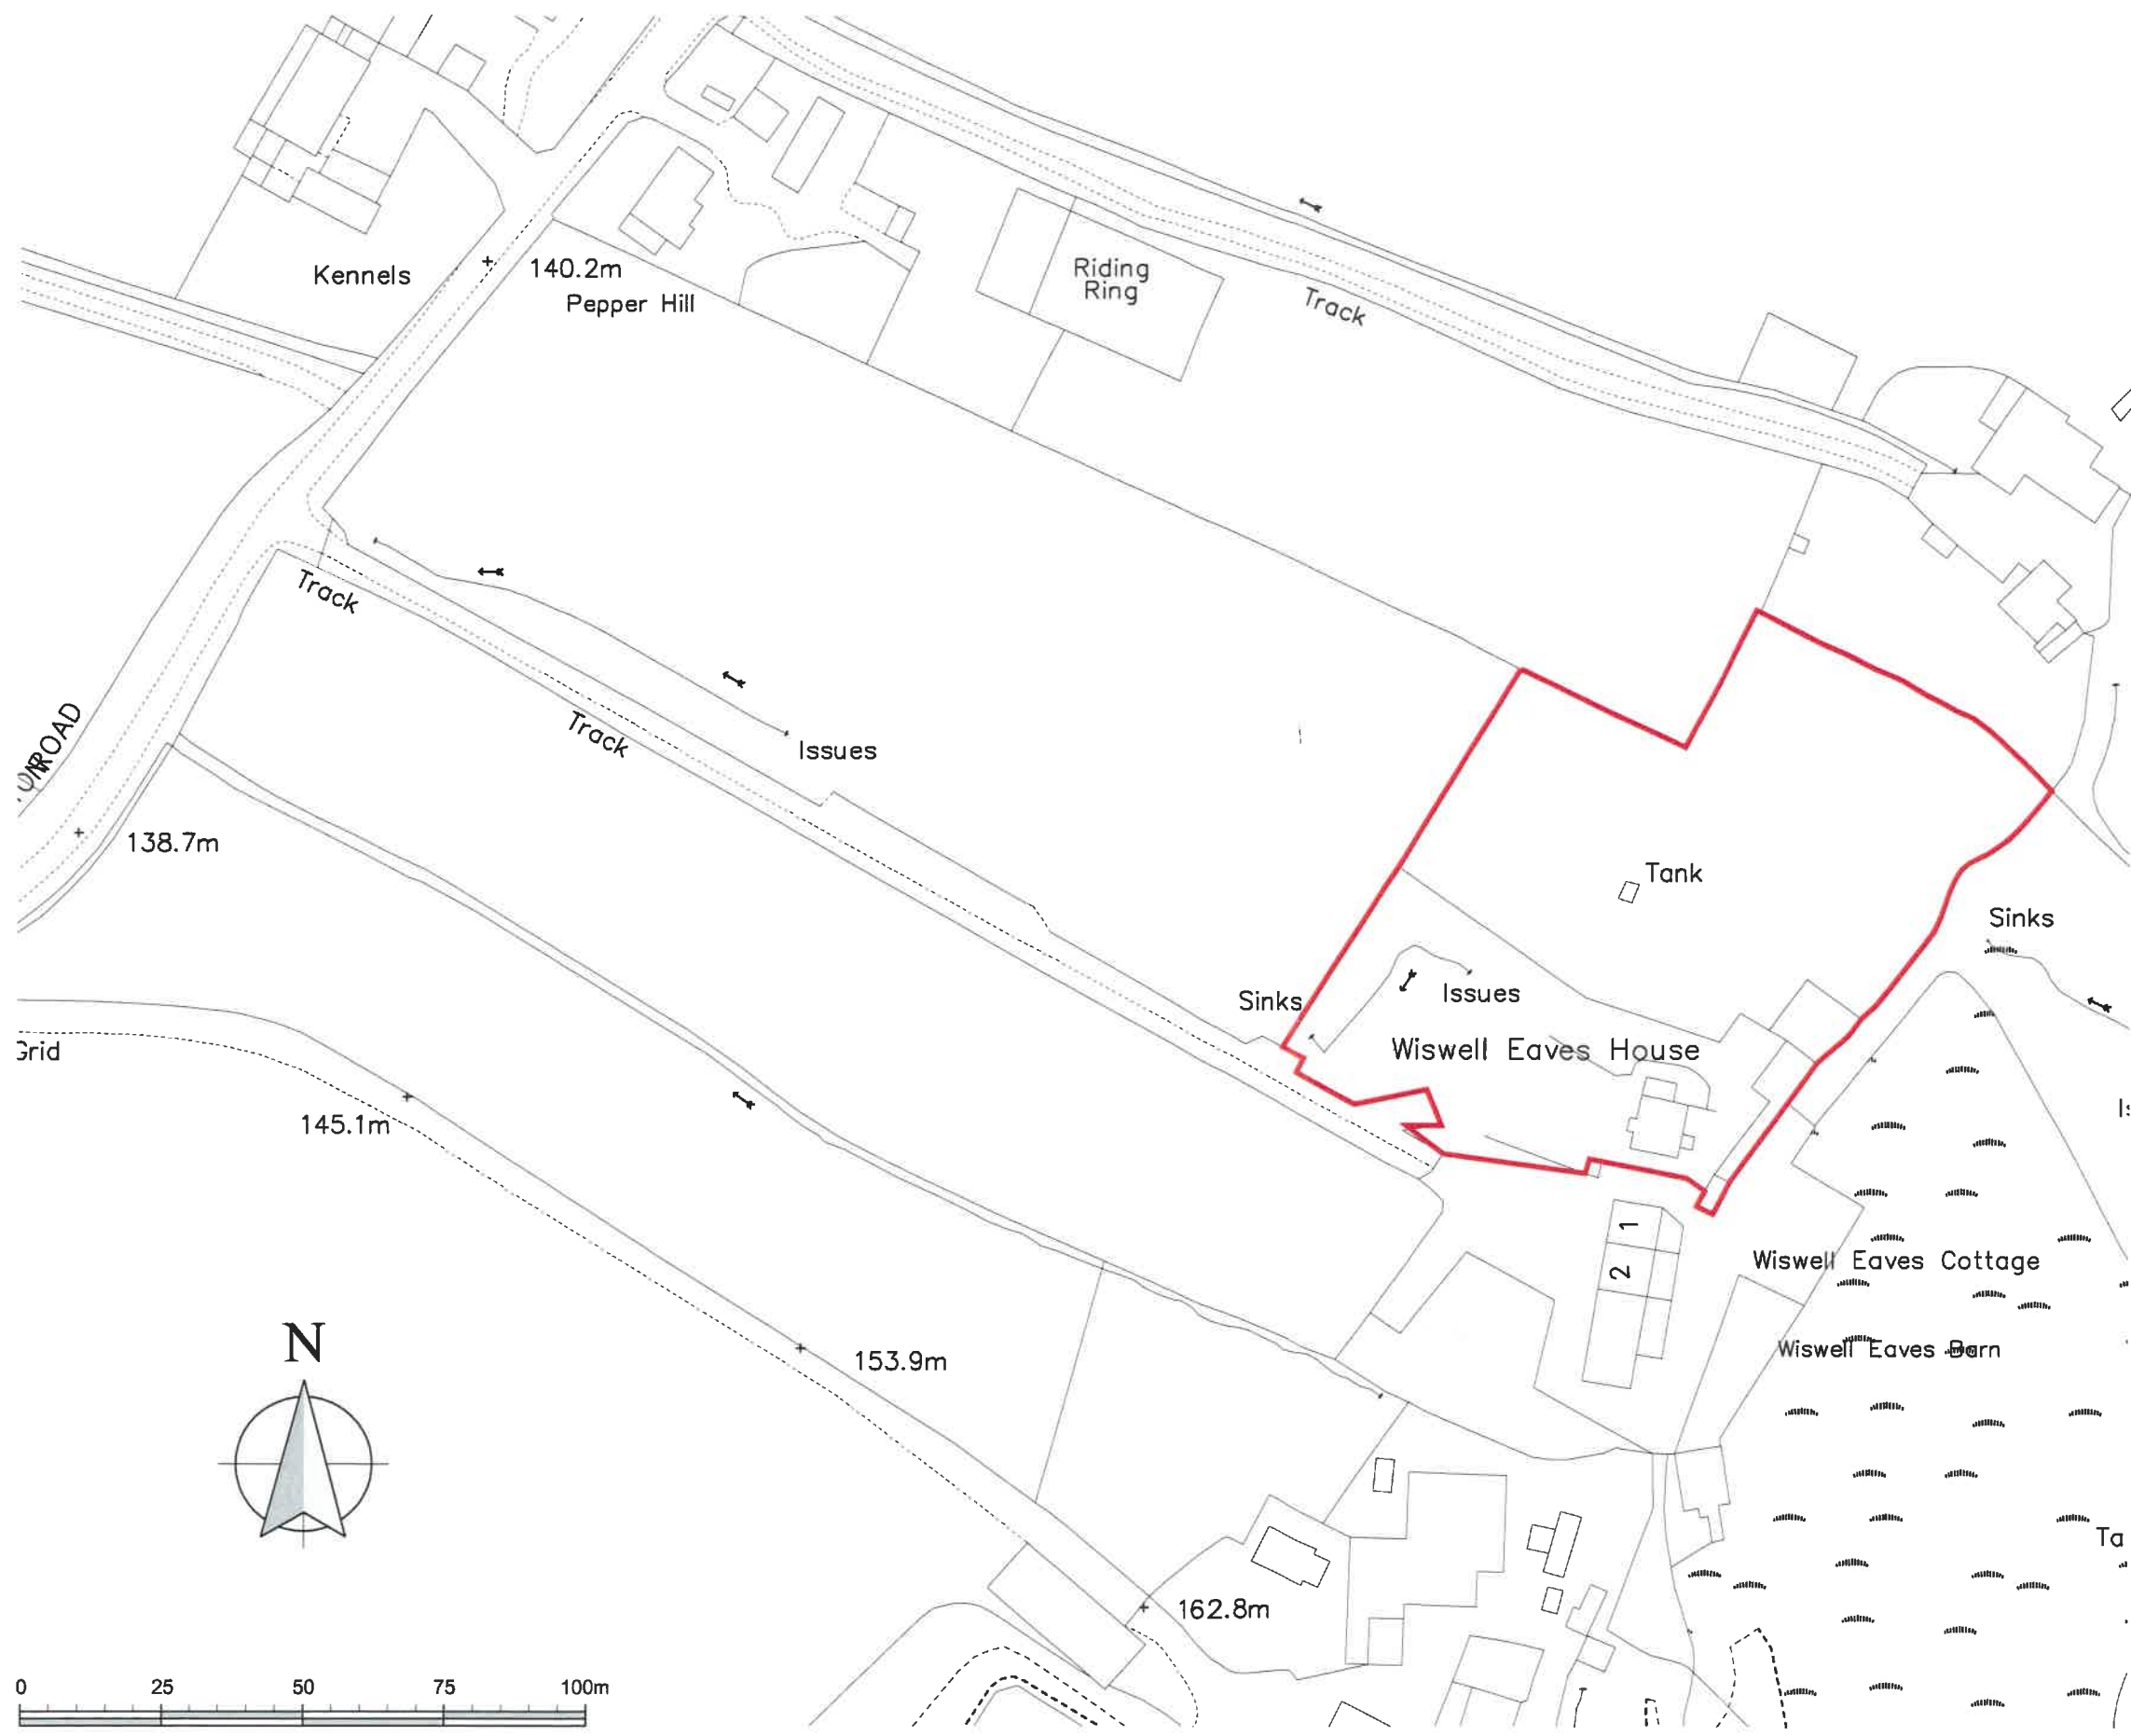 Kennels
140.2m
Pepper Hill
Riding
Ring
Track
Track
Track
Issues
ROAD
138.7m
Tank
Sinks
Sinks
Issues
Wiswell Eaves House
Grid
145.1m
1
2
Wiswell Eaves Cottage
Wiswell Eaves Barn
153.9m
N
162.8m
Ta
0 25 50 75 100m